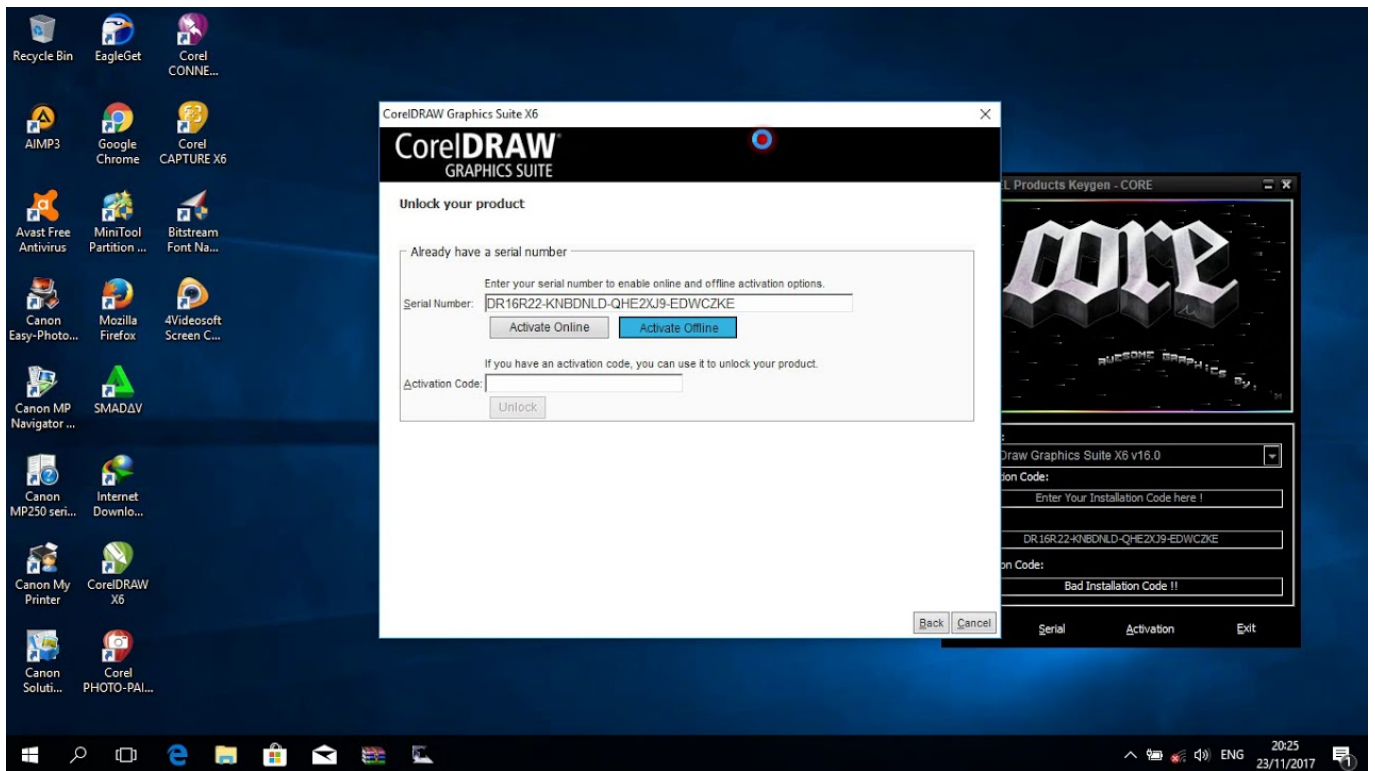 Recycle Bin
EagleGet
Corel
CONNE...
AIMP3
Google
Chrome
Corel
CAPTURE X6
Avast Free
Antivirus
MiniTool
Partition ...
Bitstream
Font Na...
Canon
Easy-Photo...
Mozilla
Firefox
4Videosoft
Screen C...
Canon MP
Navigator ...
SMADAV
Canon
MP250 seri...
Internet
Downlo...
Canon My
Printer
CorelDRAW
X6
Canon
Soluti...
Corel
PHOTO-PAI...
CorelDRAW Graphics Suite X6
CorelDRAW
GRAPHICS SUITE
Unlock your product
Already have a serial number
Enter your serial number to enable online and offline activation options.
Serial Number: DR16R22-KNBDNLD-QHE2XJ9-EDWCZKE
Activate Online
Activate Offline
If you have an activation code, you can use it to unlock your product.
Activation Code:
Unlock
Back
Cancel
L Products Keygen - CORE
core
AWESOME GRAPHICS BY:
Draw Graphics Suite X6 v16.0
ion Code:
Enter Your Installation Code here !
DR16R22-KNBDNLD-QHE2XJ9-EDWCZKE
on Code:
Bad Installation Code !!
Serial
Activation
Exit
ENG
20:25
23/11/2017
1